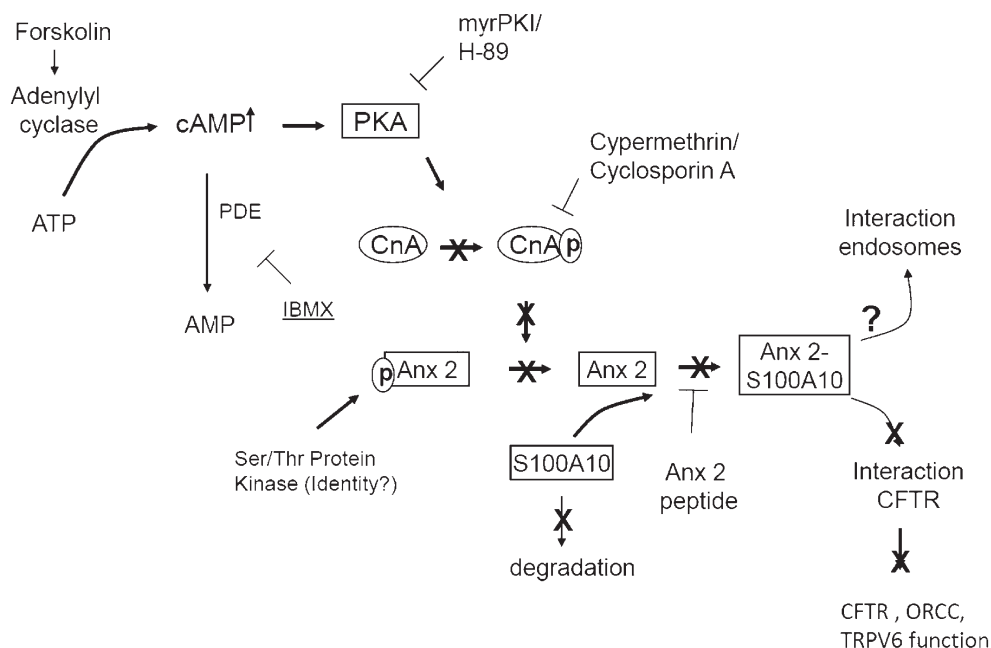 Forskolin
Adenylyl
cyclase
ATP
cAMP
PKA
myrPKI/
H-89
Cypermethrin/
Cyclosporin A
PDE
IBMX
AMP
CnA
CnA p
Interaction
endosomes
?
p Anx 2
Anx 2
Anx 2-
S100A10
Ser/Thr Protein
Kinase (Identity?)
S100A10
degradation
Anx 2
peptide
Interaction
CFTR
CFTR , ORCC,
TRPV6 function